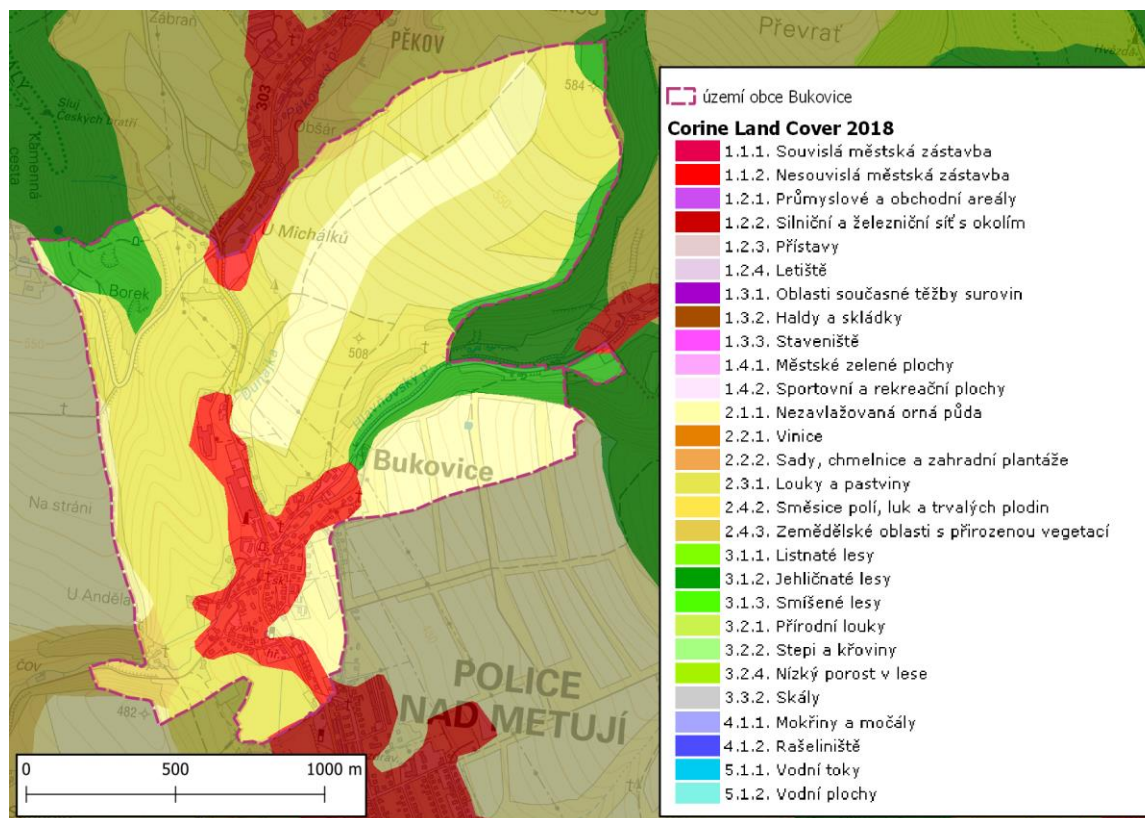 Zábraň
PĚKOV
Převrať
Hvězda
303
Pěkov
Obšár
584
Sluj
Českých bratří
Kamenná
cesta
U Michálků
Borek
508
Dunajka
Hlavňovský p.
Bukovice
Na stráni
U Anděla
ČOV
482
hř.
POLICE
NAD METUJÍ
0 500 1000 m
území obce Bukovice
Corine Land Cover 2018
1.1.1. Souvislá městská zástavba
1.1.2. Nesouvislá městská zástavba
1.2.1. Průmyslové a obchodní areály
1.2.2. Silniční a železniční síť s okolím
1.2.3. Přístavy
1.2.4. Letiště
1.3.1. Oblasti současné těžby surovin
1.3.2. Haldy a skládky
1.3.3. Staveniště
1.4.1. Městské zelené plochy
1.4.2. Sportovní a rekreační plochy
2.1.1. Nezavlažovaná orná půda
2.2.1. Vinice
2.2.2. Sady, chmelnice a zahradní plantáže
2.3.1. Louky a pastviny
2.4.2. Směsice polí, luk a trvalých plodin
2.4.3. Zemědělské oblasti s přirozenou vegetací
3.1.1. Listnaté lesy
3.1.2. Jehličnaté lesy
3.1.3. Smíšené lesy
3.2.1. Přírodní louky
3.2.2. Stepi a křoviny
3.2.4. Nízký porost v lese
3.3.2. Skály
4.1.1. Mokřiny a močály
4.1.2. Rašeliniště
5.1.1. Vodní toky
5.1.2. Vodní plochy